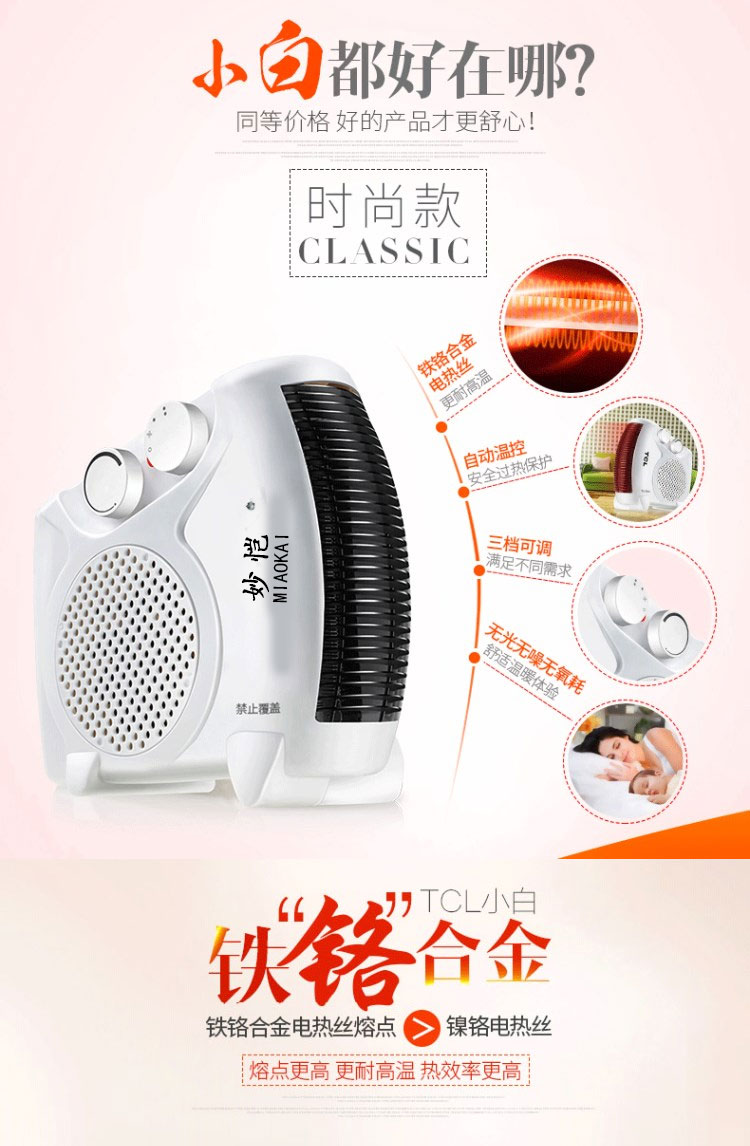 小白都好在哪?
同等价格 好的产品才更舒心!
时尚款
CLASSIC
铁铬合金
电热丝
更耐高温
自动温控
安全过热保护
TCL
三档可调
满足不同需求
无光无噪无氧耗
舒适温暖体验
妙恺
MIAOKAI
禁止覆盖
TCL小白
铁“铬”合金
铁铬合金电热丝熔点 > 镍铬电热丝
熔点更高 更耐高温 热效率更高